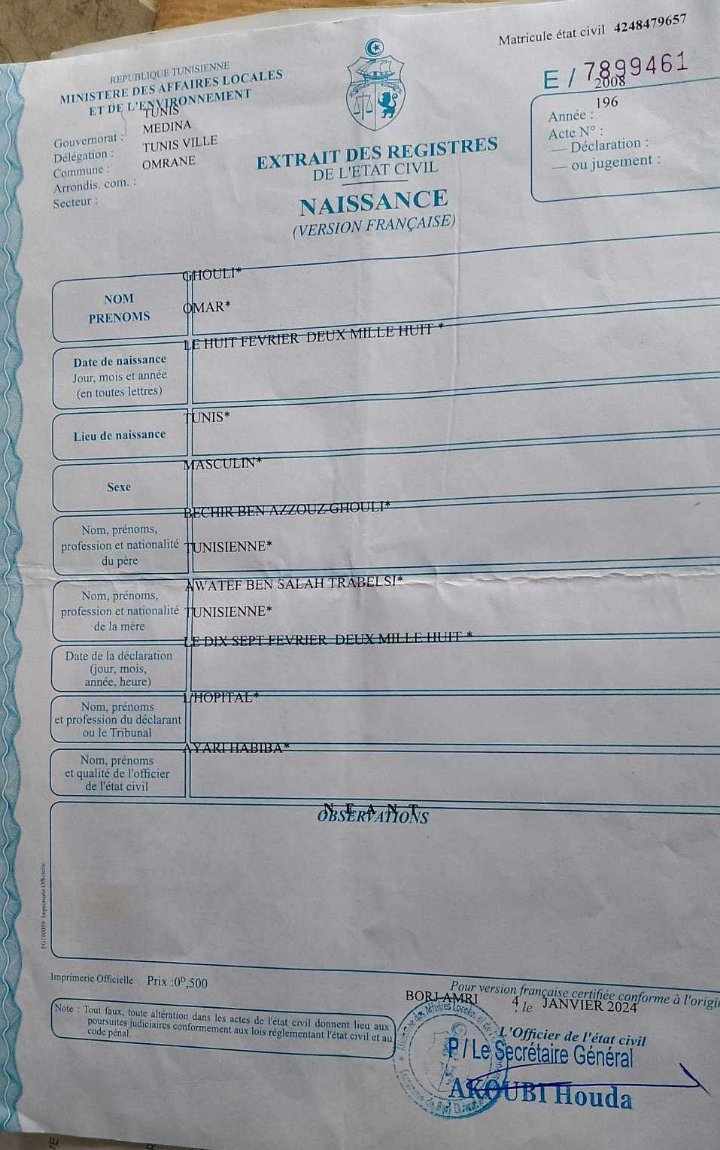 Matricule état civil 4248479657
REPUBLIQUE TUNISIENNE
MINISTERE DES AFFAIRES LOCALES
ET DE L'ENVIRONNEMENT
E / 7899461
Gouvernorat : TUNIS
Délégation : MEDINA
Commune : TUNIS VILLE
Arrondis. com. : OMRANE
Secteur :
2008
Année : 196
Acte N° :
— Déclaration :
— ou jugement :
EXTRAIT DES REGISTRES
DE L'ETAT CIVIL
NAISSANCE
(VERSION FRANÇAISE)
NOM
PRENOMS
GHOULI*
OMAR*
Date de naissance
Jour, mois et année
(en toutes lettres)
LE HUIT FEVRIER DEUX MILLE HUIT *
Lieu de naissance
TUNIS*
Sexe
MASCULIN*
Nom, prénoms,
profession et nationalité
du père
BECHIR BEN AZZOUZ GHOULI*
TUNISIENNE*
Nom, prénoms,
profession et nationalité
de la mère
AWATEF BEN SALAH TRABELSI*
TUNISIENNE*
Date de la déclaration
(jour, mois,
année, heure)
LE DIX SEPT FEVRIER DEUX MILLE HUIT *
Nom, prénoms
et profession du déclarant
ou le Tribunal
L'HOPITAL*
Nom, prénoms
et qualité de l'officier
de l'état civil
AYARI HABIBA*
N E A N T
OBSERVATIONS
Imprimerie Officielle Prix :0ᴰ,500
Pour version française certifiée conforme à l'origin
BORJ AMRI 4 le JANVIER 2024
Note : Tout faux, toute altération dans les actes de l'état civil donnent lieu aux
poursuites judiciaires conformement aux lois réglementant l'état civil et au
code pénal.
L'Officier de l'état civil
P / Le Secrétaire Général
AKOUBI Houda